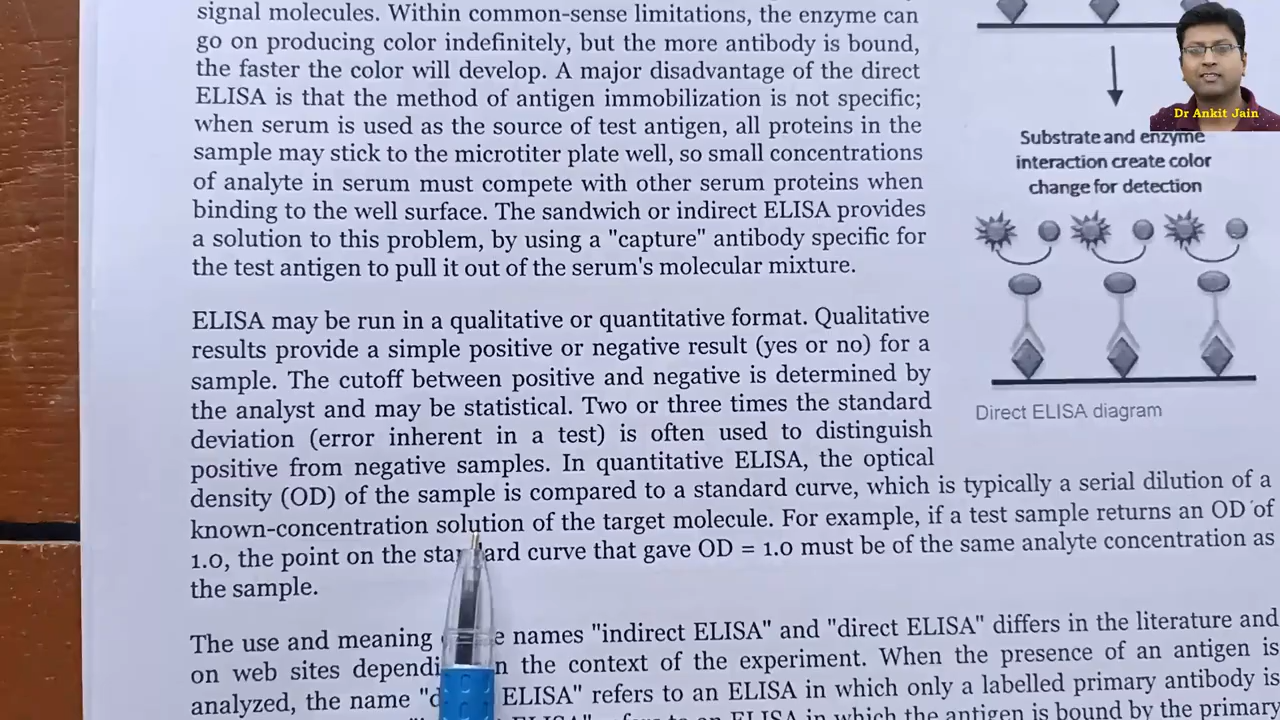 signal molecules. Within common-sense limitations, the enzyme can
go on producing color indefinitely, but the more antibody is bound,
the faster the color will develop. A major disadvantage of the direct
ELISA is that the method of antigen immobilization is not specific;
when serum is used as the source of test antigen, all proteins in the
sample may stick to the microtiter plate well, so small concentrations
of analyte in serum must compete with other serum proteins when
binding to the well surface. The sandwich or indirect ELISA provides
a solution to this problem, by using a "capture" antibody specific for
the test antigen to pull it out of the serum's molecular mixture.
ELISA may be run in a qualitative or quantitative format. Qualitative
results provide a simple positive or negative result (yes or no) for a
sample. The cutoff between positive and negative is determined by
the analyst and may be statistical. Two or three times the standard
deviation (error inherent in a test) is often used to distinguish
positive from negative samples. In quantitative ELISA, the optical
density (OD) of the sample is compared to a standard curve, which is typically a serial dilution of a
known-concentration solution of the target molecule. For example, if a test sample returns an OD of
1.0, the point on the standard curve that gave OD = 1.0 must be of the same analyte concentration as
the sample.
The use and meaning names "indirect ELISA" and "direct ELISA" differs in the literature and
on web sites the context of the experiment. When the presence of an antigen is
analyzed, the name ELISA" refers to an ELISA in which only a labelled primary antibody is
to an ELISA in which the antigen is bound by the primary
Dr Ankit Jain
Substrate and enzyme
interaction create color
change for detection
Direct ELISA diagram